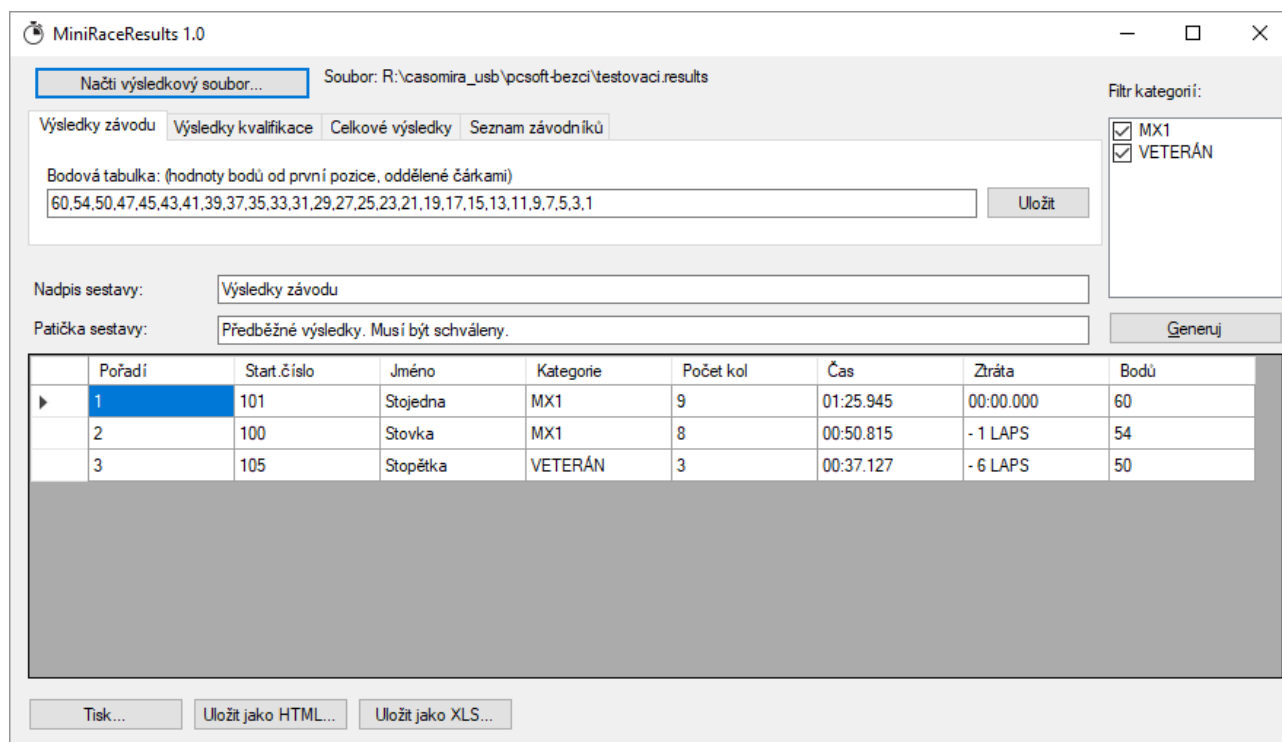 MiniRaceResults 1.0
Načti výsledkový soubor...
Soubor: R:\casomira_usb\pcsoft-bezci\testovaci.results
Filtr kategorií:
Výsledky závodu Výsledky kvalifikace Celkové výsledky Seznam závodníků
MX1
VETERÁN
Bodová tabulka: (hodnoty bodů od první pozice, oddělené čárkami)
60,54,50,47,45,43,41,39,37,35,33,31,29,27,25,23,21,19,17,15,13,11,9,7,5,3,1
Uložit
Nadpis sestavy: Výsledky závodu
Patička sestavy: Předběžné výsledky. Musí být schváleny.
Generuj
Pořadí Start.číslo Jméno Kategorie Počet kol Čas Ztráta Bodů
1 101 Stojedna MX1 9 01:25.945 00:00.000 60
2 100 Stovka MX1 8 00:50.815 - 1 LAPS 54
3 105 Stopětka VETERÁN 3 00:37.127 - 6 LAPS 50
Tisk... Uložit jako HTML... Uložit jako XLS...